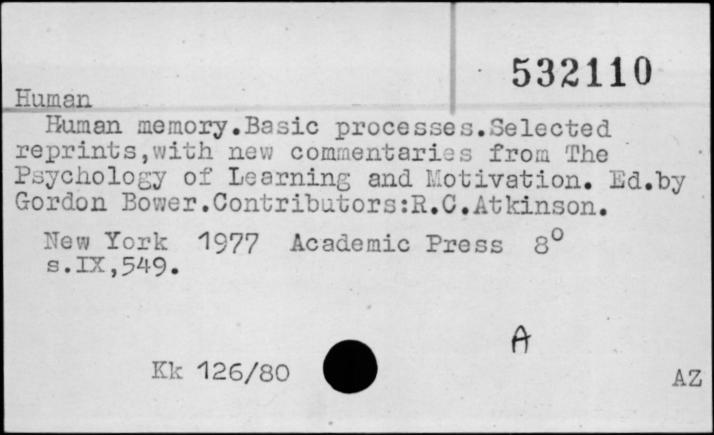 532110
Human
Human memory.Basic processes.Selected
reprints,with new commentaries from The
Psychology of Learning and Motivation. Ed.by
Gordon Bower.Contributors:R.C.Atkinson.
New York 1977 Academic Press 8⁰
s.IX,549.
A
Kk 126/80
AZ